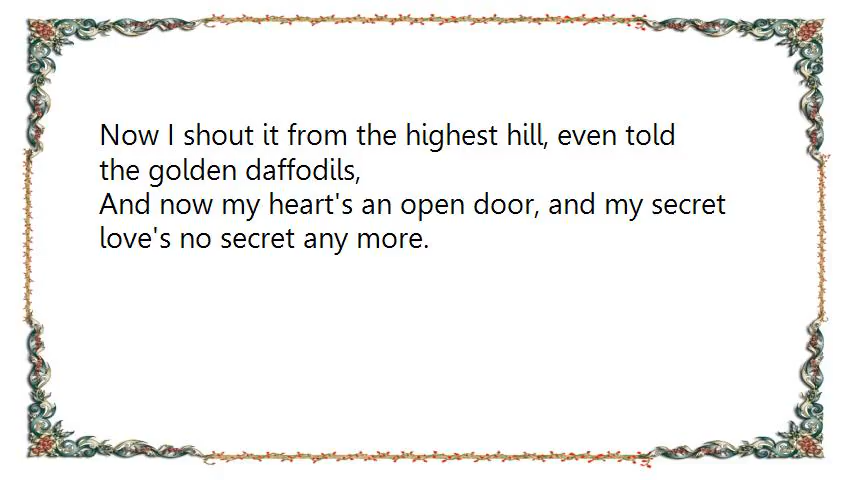 Now I shout it from the highest hill, even told
the golden daffodils,
And now my heart's an open door, and my secret
love's no secret any more.